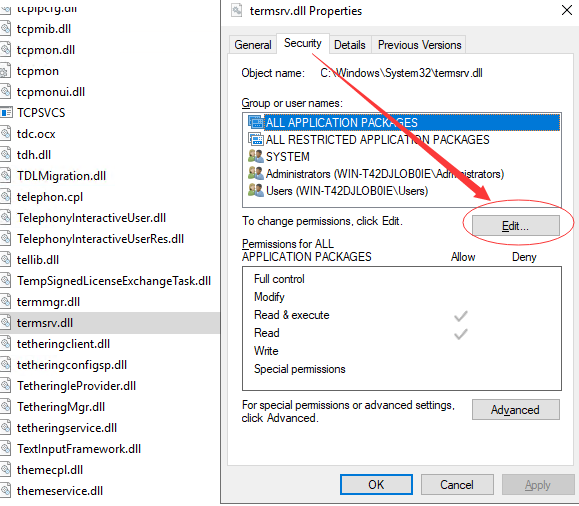 tcpipcfg.dll
tcpmib.dll
tcpmon.dll
tcpmon
tcpmonui.dll
TCPSVCS
tdc.ocx
tdh.dll
TDLMigration.dll
telephon.cpl
TelephonyInteractiveUser.dll
TelephonyInteractiveUserRes.dll
tellib.dll
TempSignedLicenseExchangeTask.dll
termmgr.dll
termsrv.dll
tetheringclient.dll
tetheringconfigsp.dll
TetheringIeProvider.dll
TetheringMgr.dll
tetheringservice.dll
TextInputFramework.dll
themecpl.dll
themeservice.dll
termsrv.dll Properties
General Security Details Previous Versions
Object name: C:\Windows\System32\termsrv.dll
Group or user names:
ALL APPLICATION PACKAGES
ALL RESTRICTED APPLICATION PACKAGES
SYSTEM
Administrators (WIN-T42DJLOB0IE\Administrators)
Users (WIN-T42DJLOB0IE\Users)
To change permissions, click Edit.
Edit...
Permissions for ALL
APPLICATION PACKAGES Allow Deny
Full control
Modify
Read & execute
Read
Write
Special permissions
For special permissions or advanced settings,
click Advanced.
Advanced
OK Cancel Apply